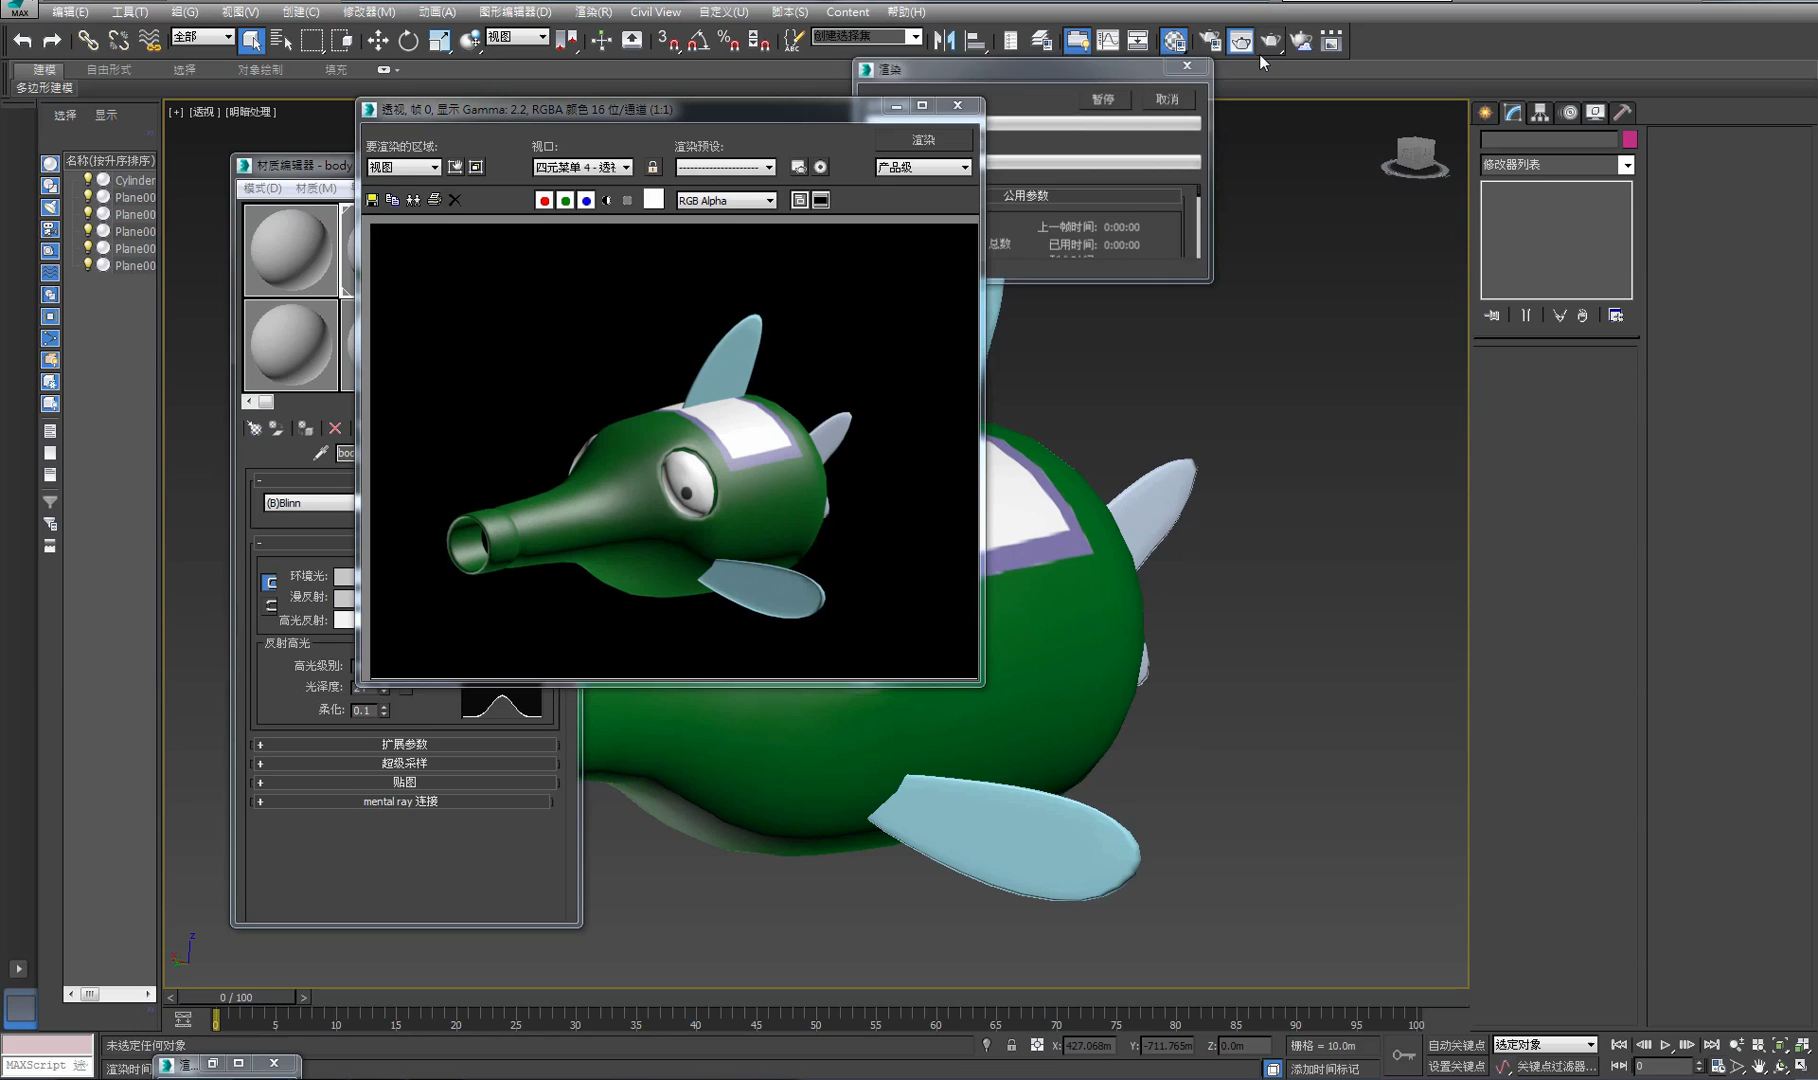 MAX 编辑(E) 工具(T) 组(G) 视图(V) 创建(C) 修改器(M) 动画(A) 图形编辑器(D) 渲染(R) Civil View 自定义(U) 脚本(S) Content 帮助(H)
全部 视图 创建选择集
建模 自由形式 选择 对象绘制 填充
多边形建模
渲染
暂停 取消
公用参数
上一帧时间: 0:00:00
总数 已用时间: 0:00:00
透视, 帧 0, 显示 Gamma: 2.2, RGBA 颜色 16 位/通道 (1:1)
要渲染的区域: 视口: 渲染预设: 渲染
视图 四元菜单 4 - 透 产品级
RGB Alpha
[+] [透视] [明暗处理]
选择 显示
名称(按升序排序)
Cylinder
Plane00
Plane00
Plane00
Plane00
Plane00
材质编辑器 - body
模式(D) 材质(M)
(B)Blinn
环境光:
漫反射:
高光反射:
反射高光
高光级别:
光泽度:
柔化: 0.1
扩展参数
超级采样
贴图
mental ray 连接
修改器列表
z
0 / 100
0 5 10 15 20 25 30 35 40 45 50 55 60 65 70 75 80 85 90 95 100
未选定任何对象 X: 427.068m Y: -711.765m Z: 0.0m 栅格 = 10.0m 自动关键点 选定对象
MAXScript 渲染时间 添加时间标记 设置关键点 关键点过滤器... 0
渲...